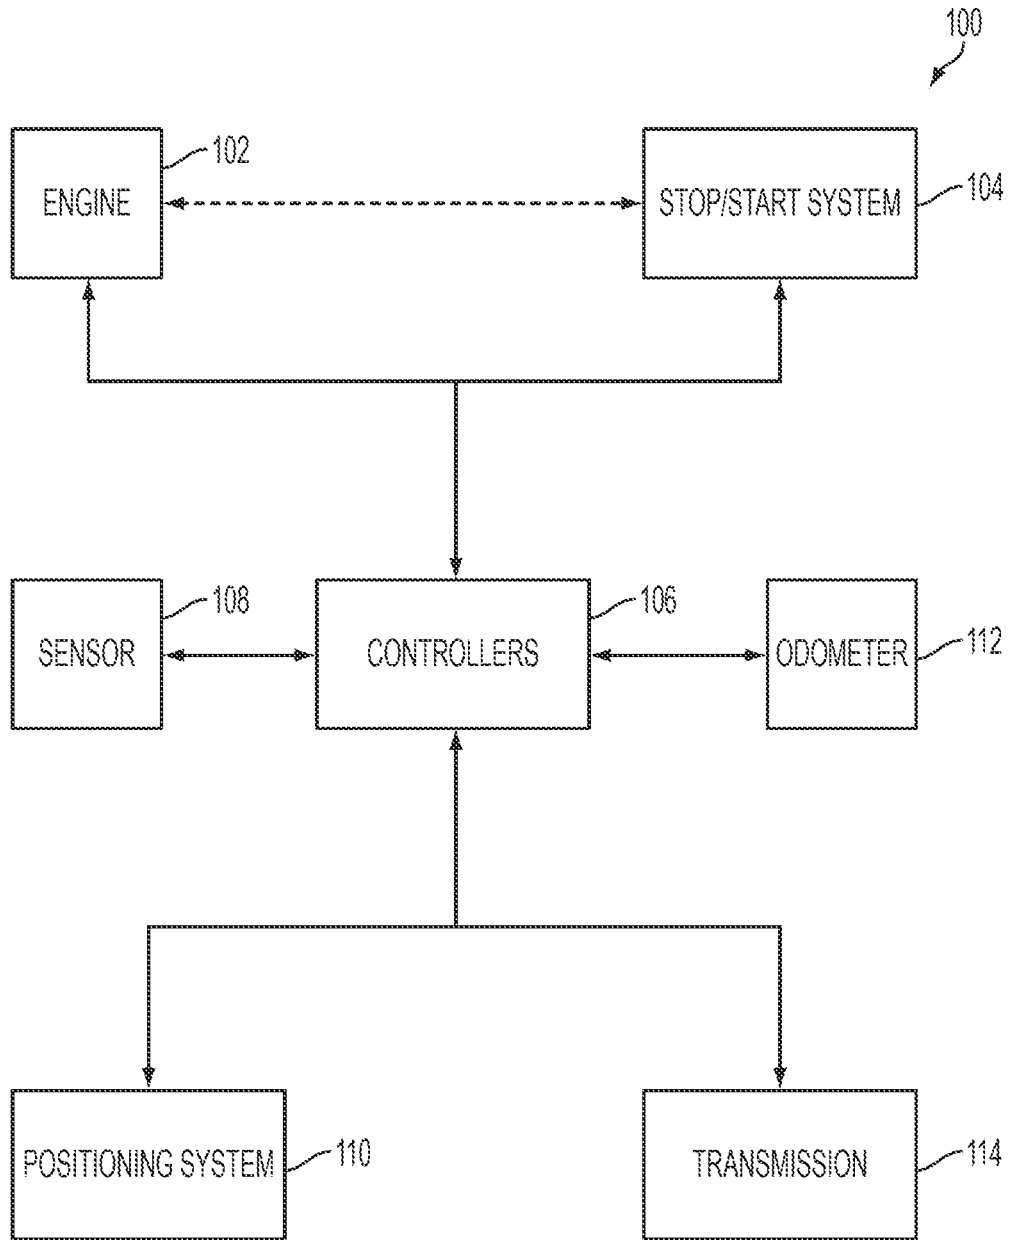 100
102
ENGINE
STOP/START SYSTEM
104
108
SENSOR
106
CONTROLLERS
ODOMETER
112
POSITIONING SYSTEM
110
TRANSMISSION
114